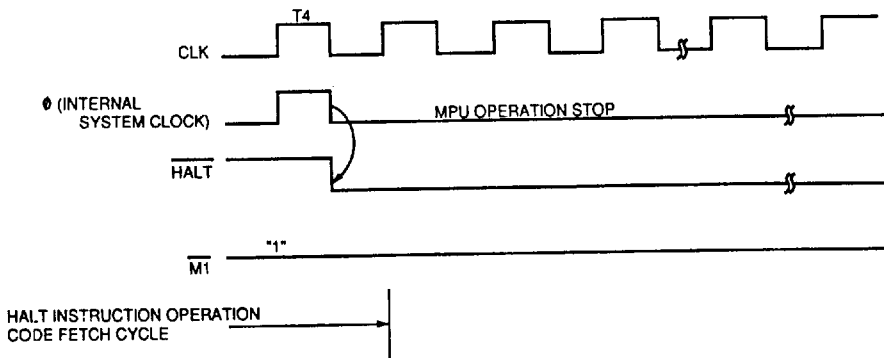 T4
CLK
Φ (INTERNAL
SYSTEM CLOCK)
MPU OPERATION STOP
HALT
"1"
M1
HALT INSTRUCTION OPERATION
CODE FETCH CYCLE